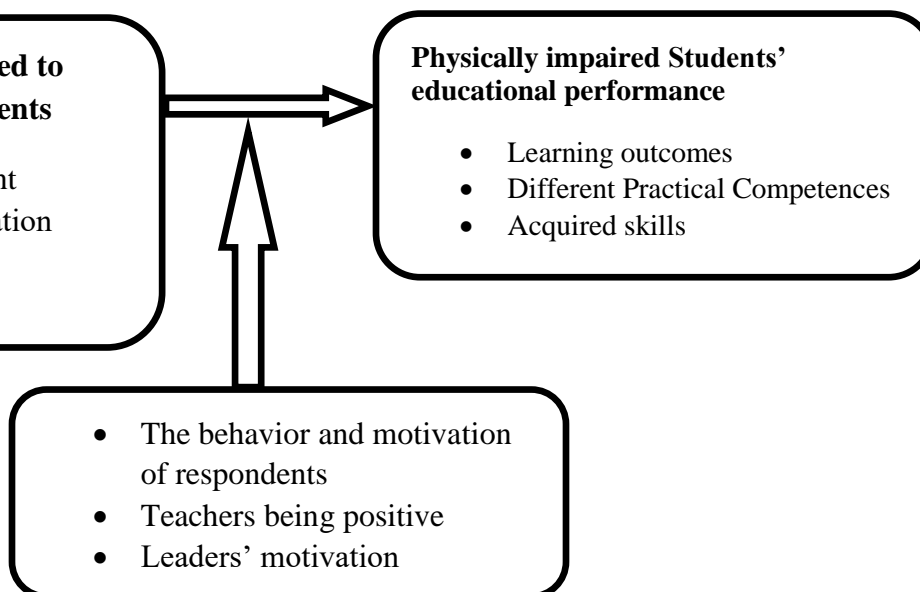 ed to
ents
nt
ation
Physically impaired Students’
educational performance
• Learning outcomes
• Different Practical Competences
• Acquired skills
• The behavior and motivation
of respondents
• Teachers being positive
• Leaders’ motivation